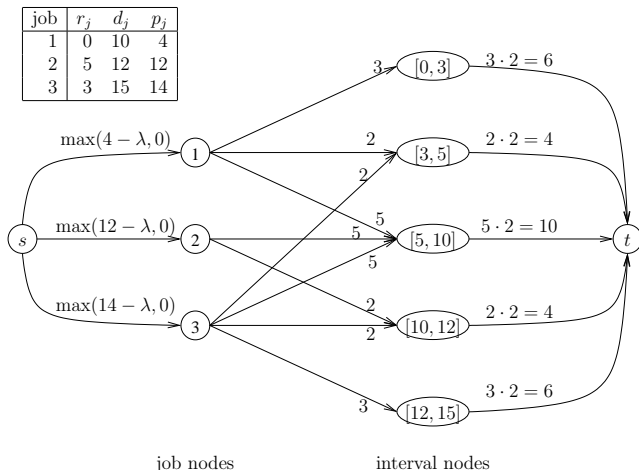 job r_j d_j p_j
1 0 10 4
2 5 12 12
3 3 15 14
[0, 3]
3 · 2 = 6
3
max(4 − λ, 0)
1
2
[3, 5]
2 · 2 = 4
2
s
max(12 − λ, 0)
2
5
5
[5, 10]
5 · 2 = 10
t
5
max(14 − λ, 0)
3
2
2
[10, 12]
2 · 2 = 4
3
[12, 15]
3 · 2 = 6
job nodes
interval nodes